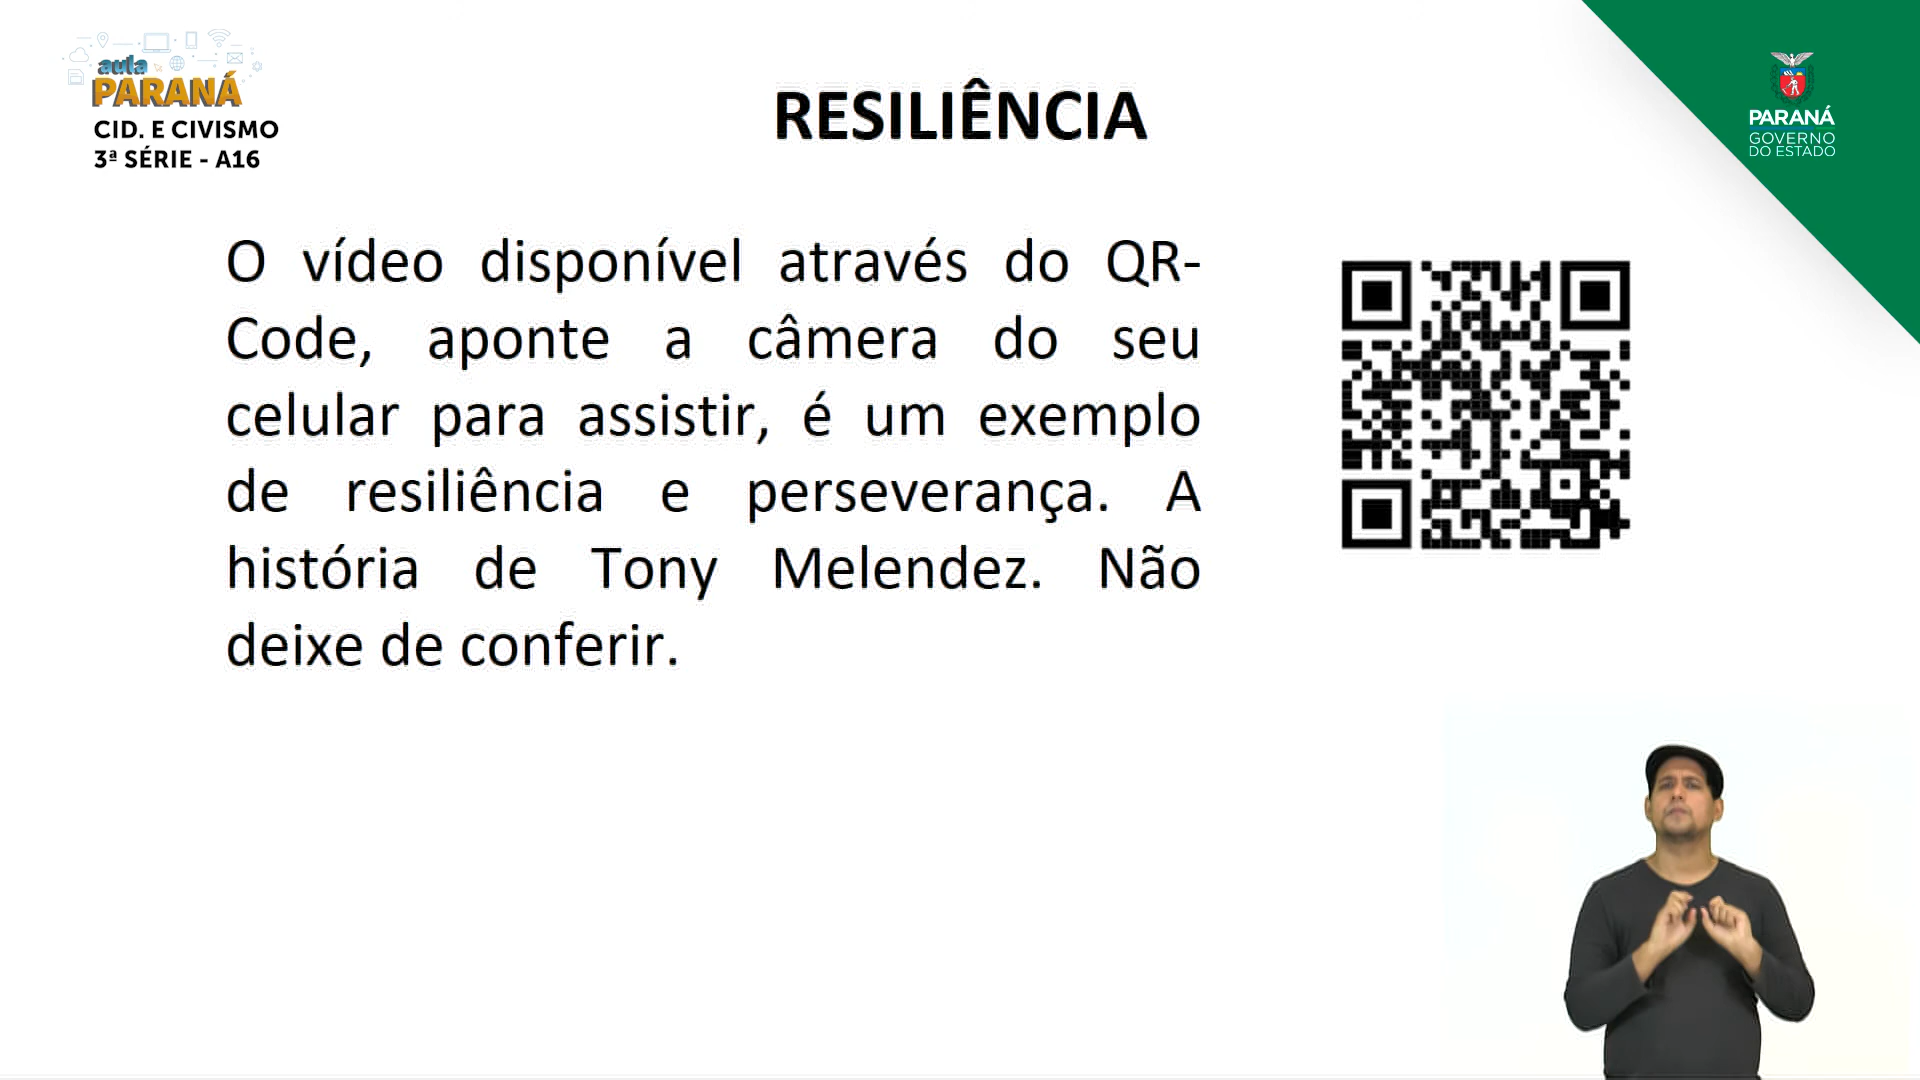 aula
PARANÁ
CID. E CIVISMO
3ª SÉRIE - A16
RESILIÊNCIA
PARANÁ
GOVERNO
DO ESTADO
O vídeo disponível através do QR-
Code, aponte a câmera do seu
celular para assistir, é um exemplo
de resiliência e perseverança. A
história de Tony Melendez. Não
deixe de conferir.